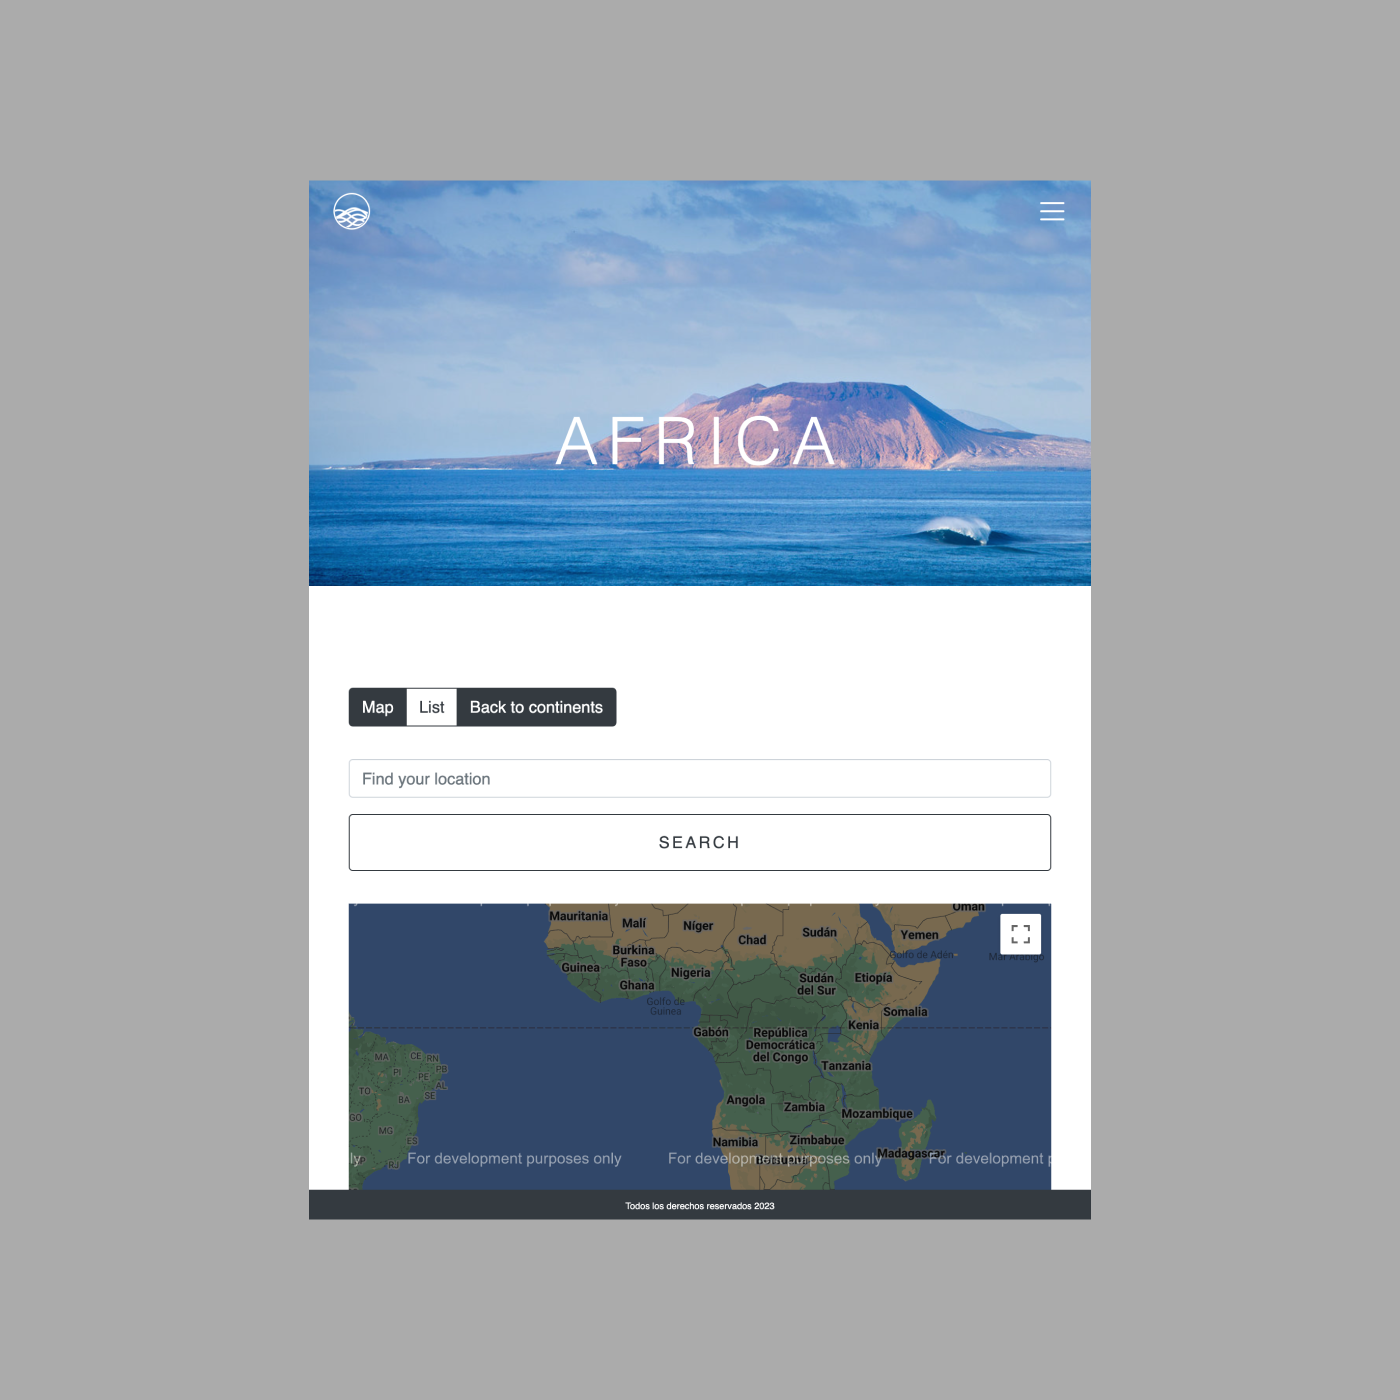 AFRICA
Map
List
Back to continents
Find your location
SEARCH
Mauritania
Malí
Níger
Chad
Sudán
Oman
Yemen
Golfo de Adén
Mar Arábigo
Burkina
Faso
Guinea
Ghana
Nigeria
Golfo de
Guinea
Sudán
del Sur
Etiopía
Somalia
Kenia
Gabón
República
Democrática
del Congo
Tanzania
MA
CE
RN
PB
PI
PE
AL
TO
BA
SE
GO
MG
ES
RJ
Angola
Zambia
Mozambique
Namibia
Zimbabue
Madagascar
ly
For development purposes only
For development purposes only
For development p
Todos los derechos reservados 2023